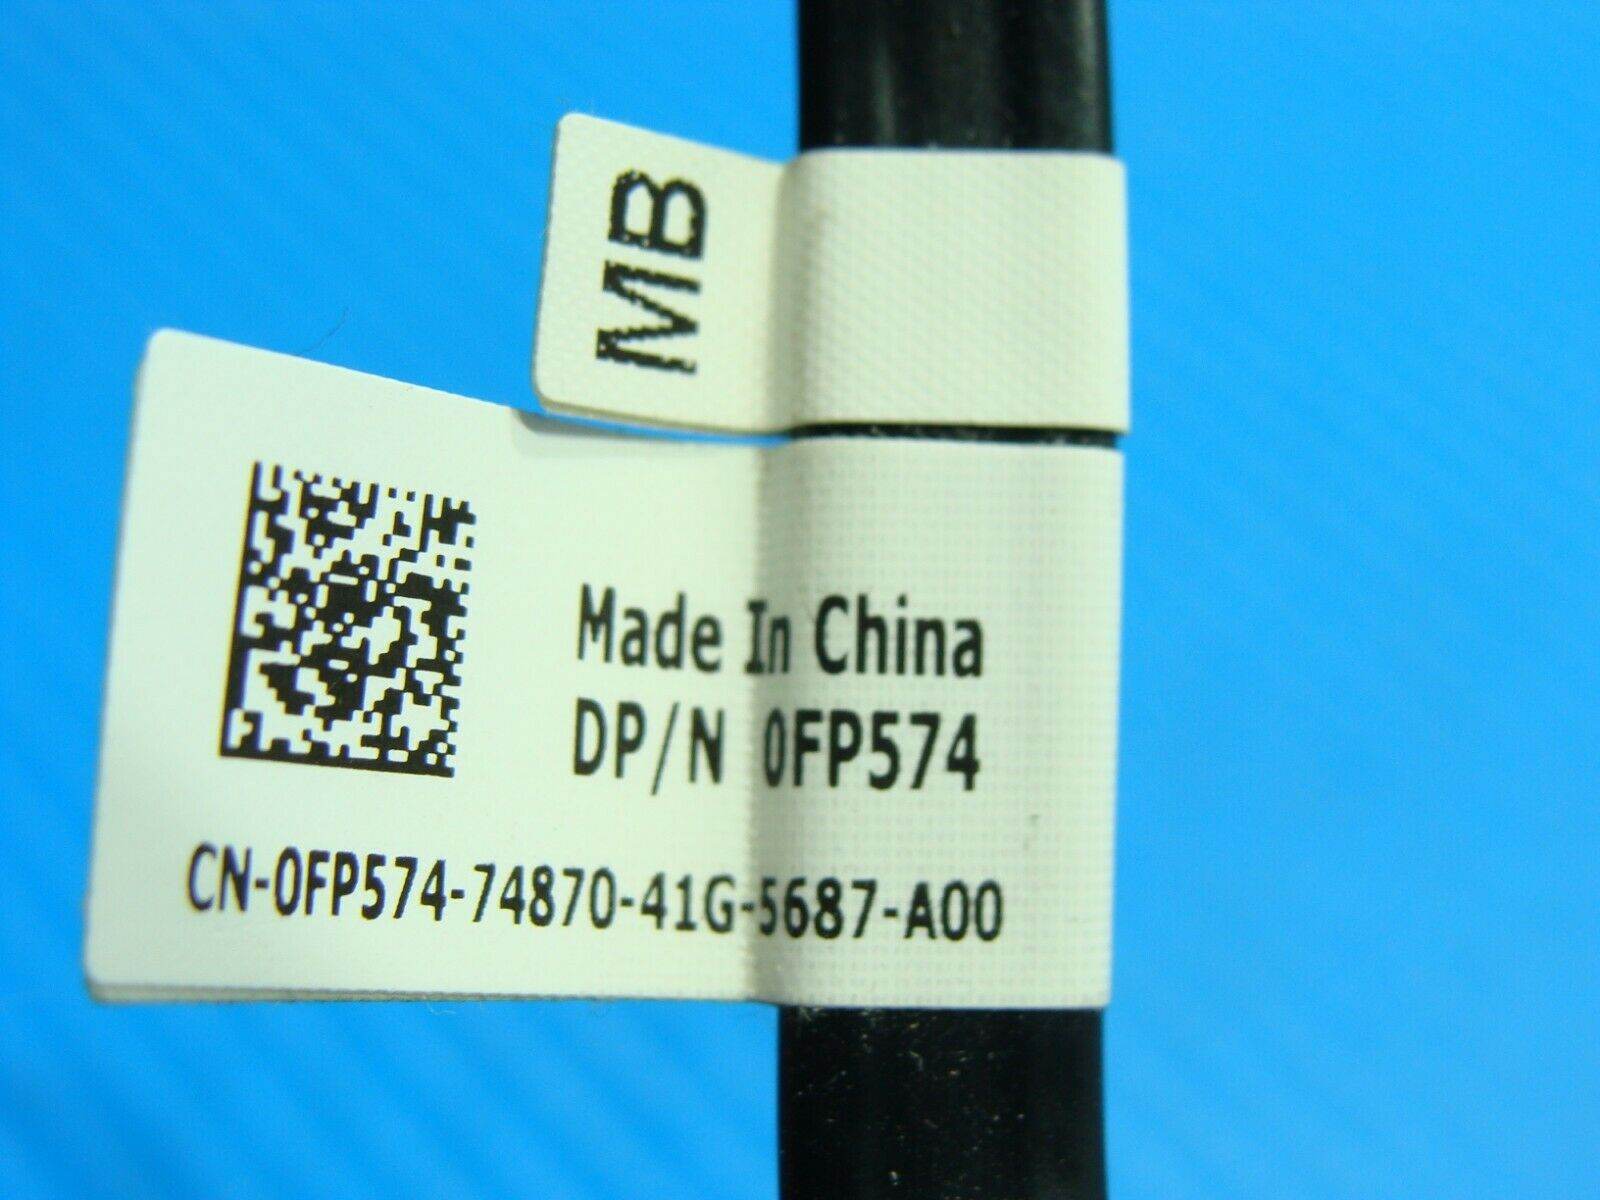 MB
Made In China
DP/N 0FP574
CN-0FP574-74870-41G-5687-A00